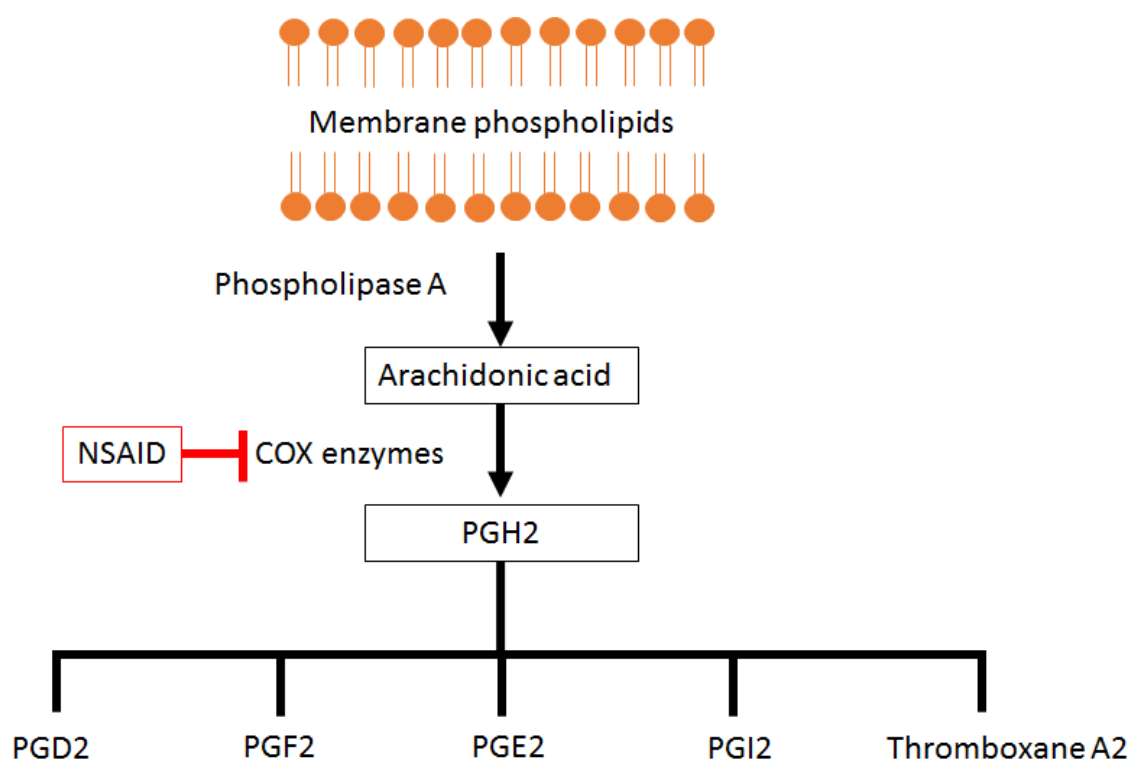 Membrane phospholipids
Phospholipase A
Arachidonic acid
NSAID
COX enzymes
PGH2
PGD2
PGF2
PGE2
PGI2
Thromboxane A2